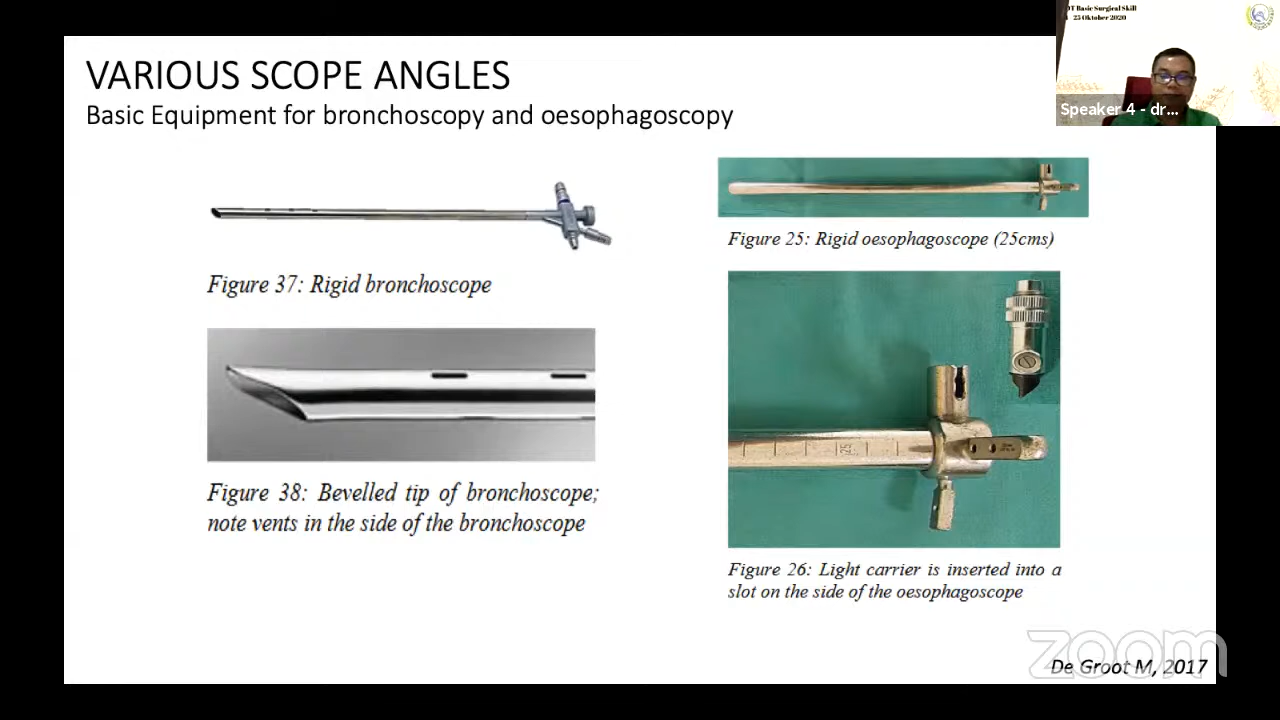 VARIOUS SCOPE ANGLES
Basic Equipment for bronchoscopy and oesophagoscopy
Basic Surgical Skill
25 Oktober 2020
Speaker 4 - dr...
Figure 37: Rigid bronchoscope
Figure 38: Bevelled tip of bronchoscope;
note vents in the side of the bronchoscope
Figure 25: Rigid oesophagoscope (25cms)
25
Figure 26: Light carrier is inserted into a
slot on the side of the oesophagoscope
zoom
De Groot M, 2017